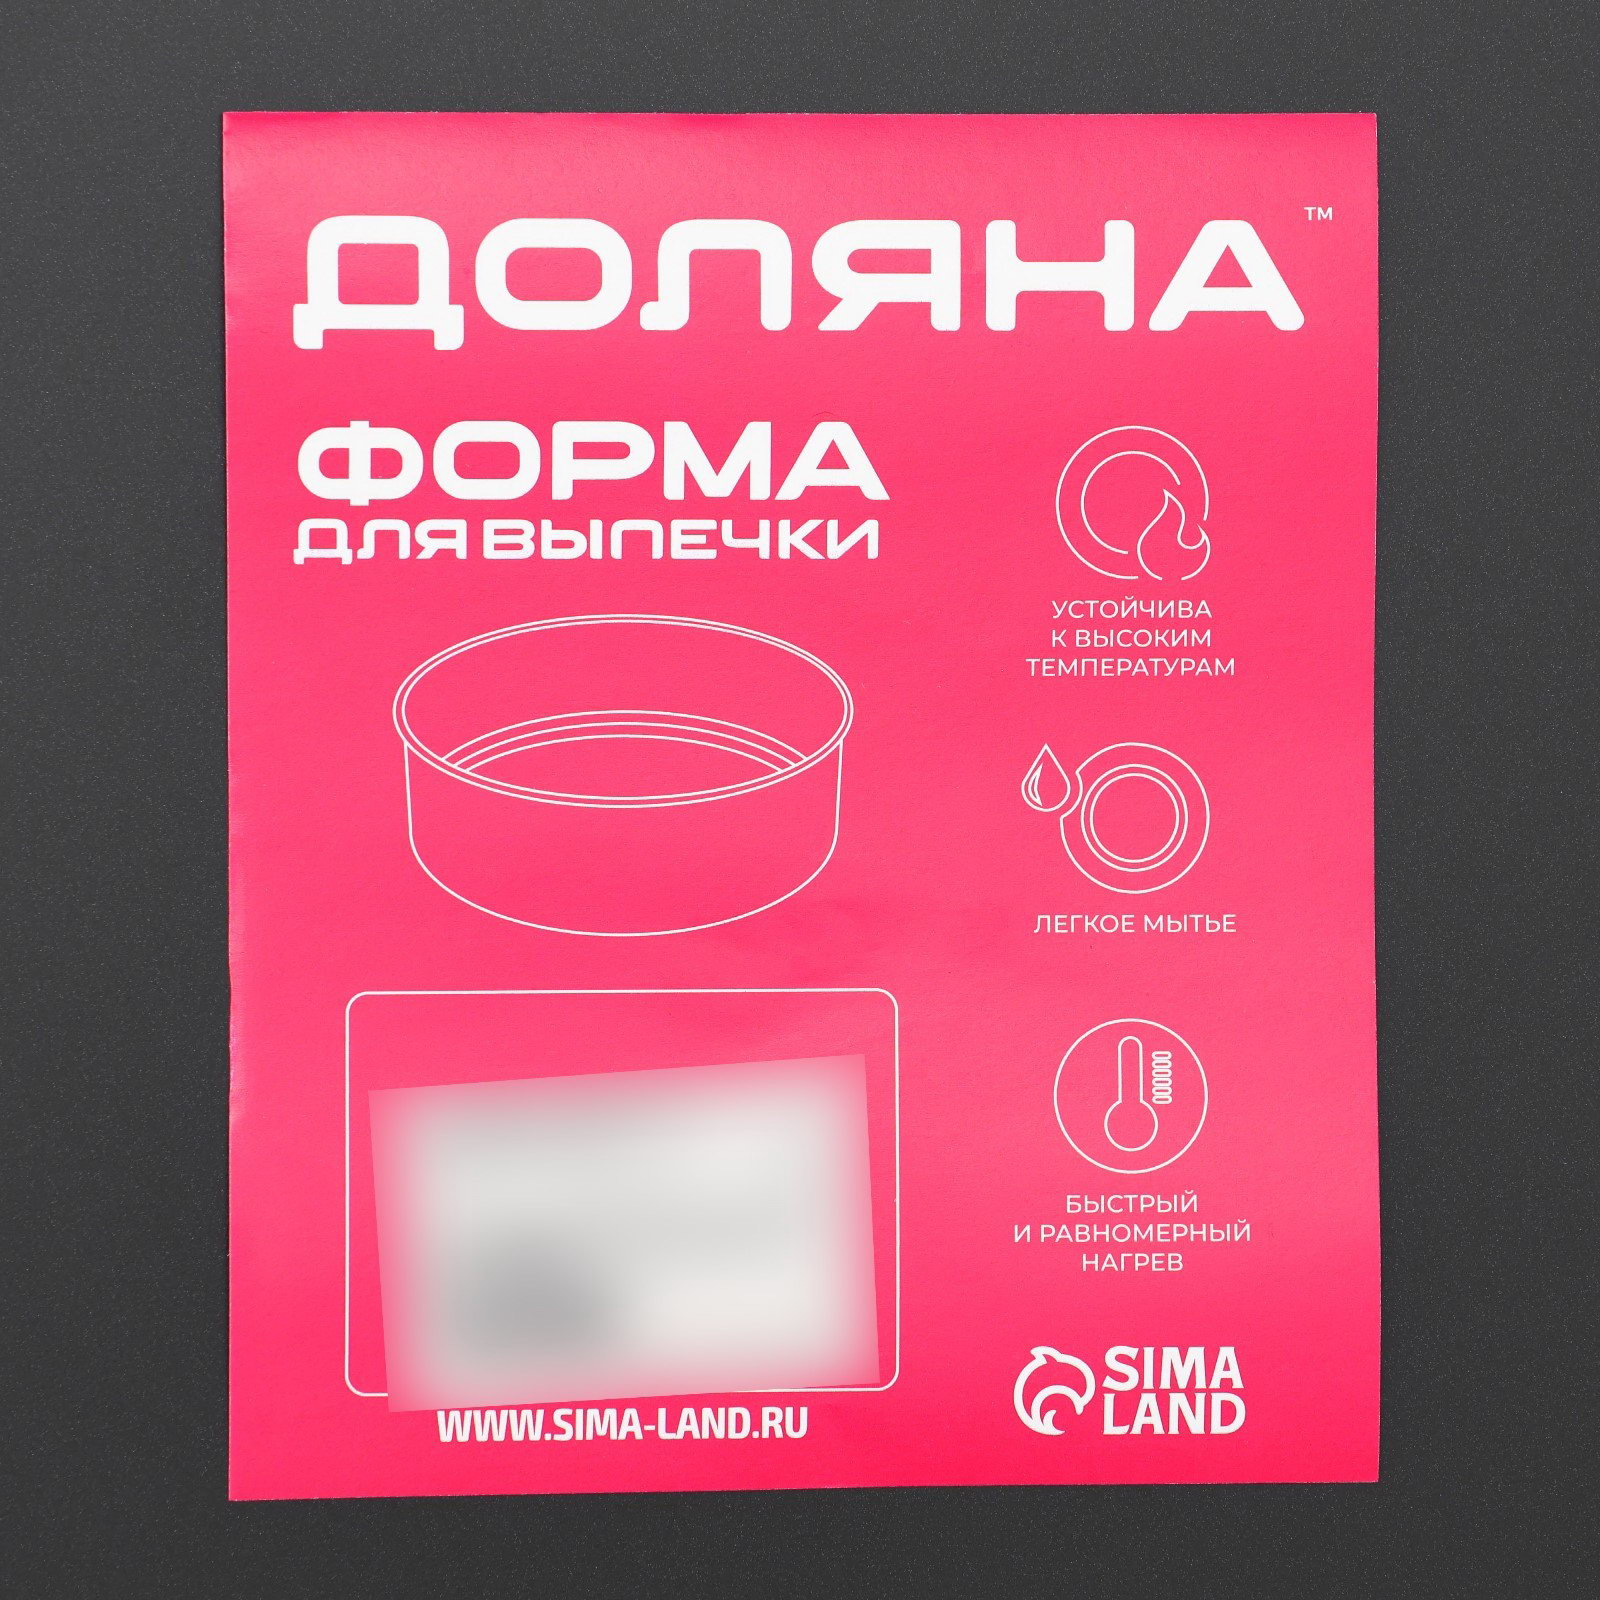 ДОЛЯНА™
ФОРМА
ДЛЯ ВЫПЕЧКИ
УСТОЙЧИВА
К ВЫСОКИМ
ТЕМПЕРАТУРАМ
ЛЕГКОЕ МЫТЬЕ
БЫСТРЫЙ
И РАВНОМЕРНЫЙ
НАГРЕВ
WWW.SIMA-LAND.RU
SIMA
LAND